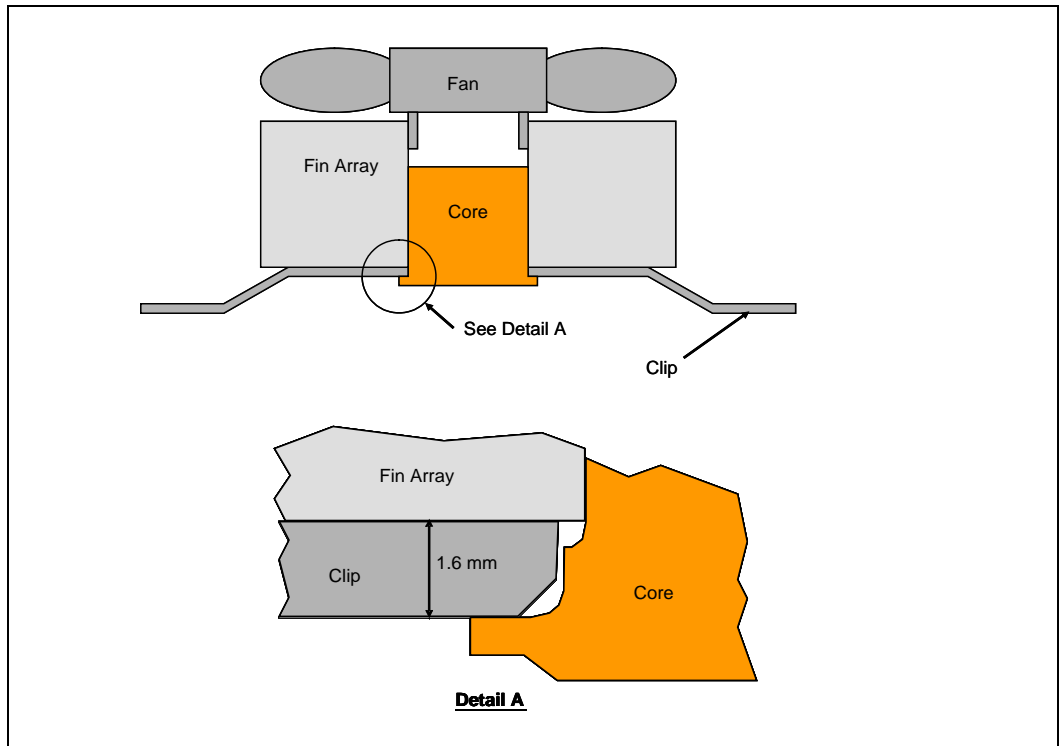 Fan
Fin Array
Core
See Detail A
Clip
Fin Array
1.6 mm
Clip
Core
Detail A